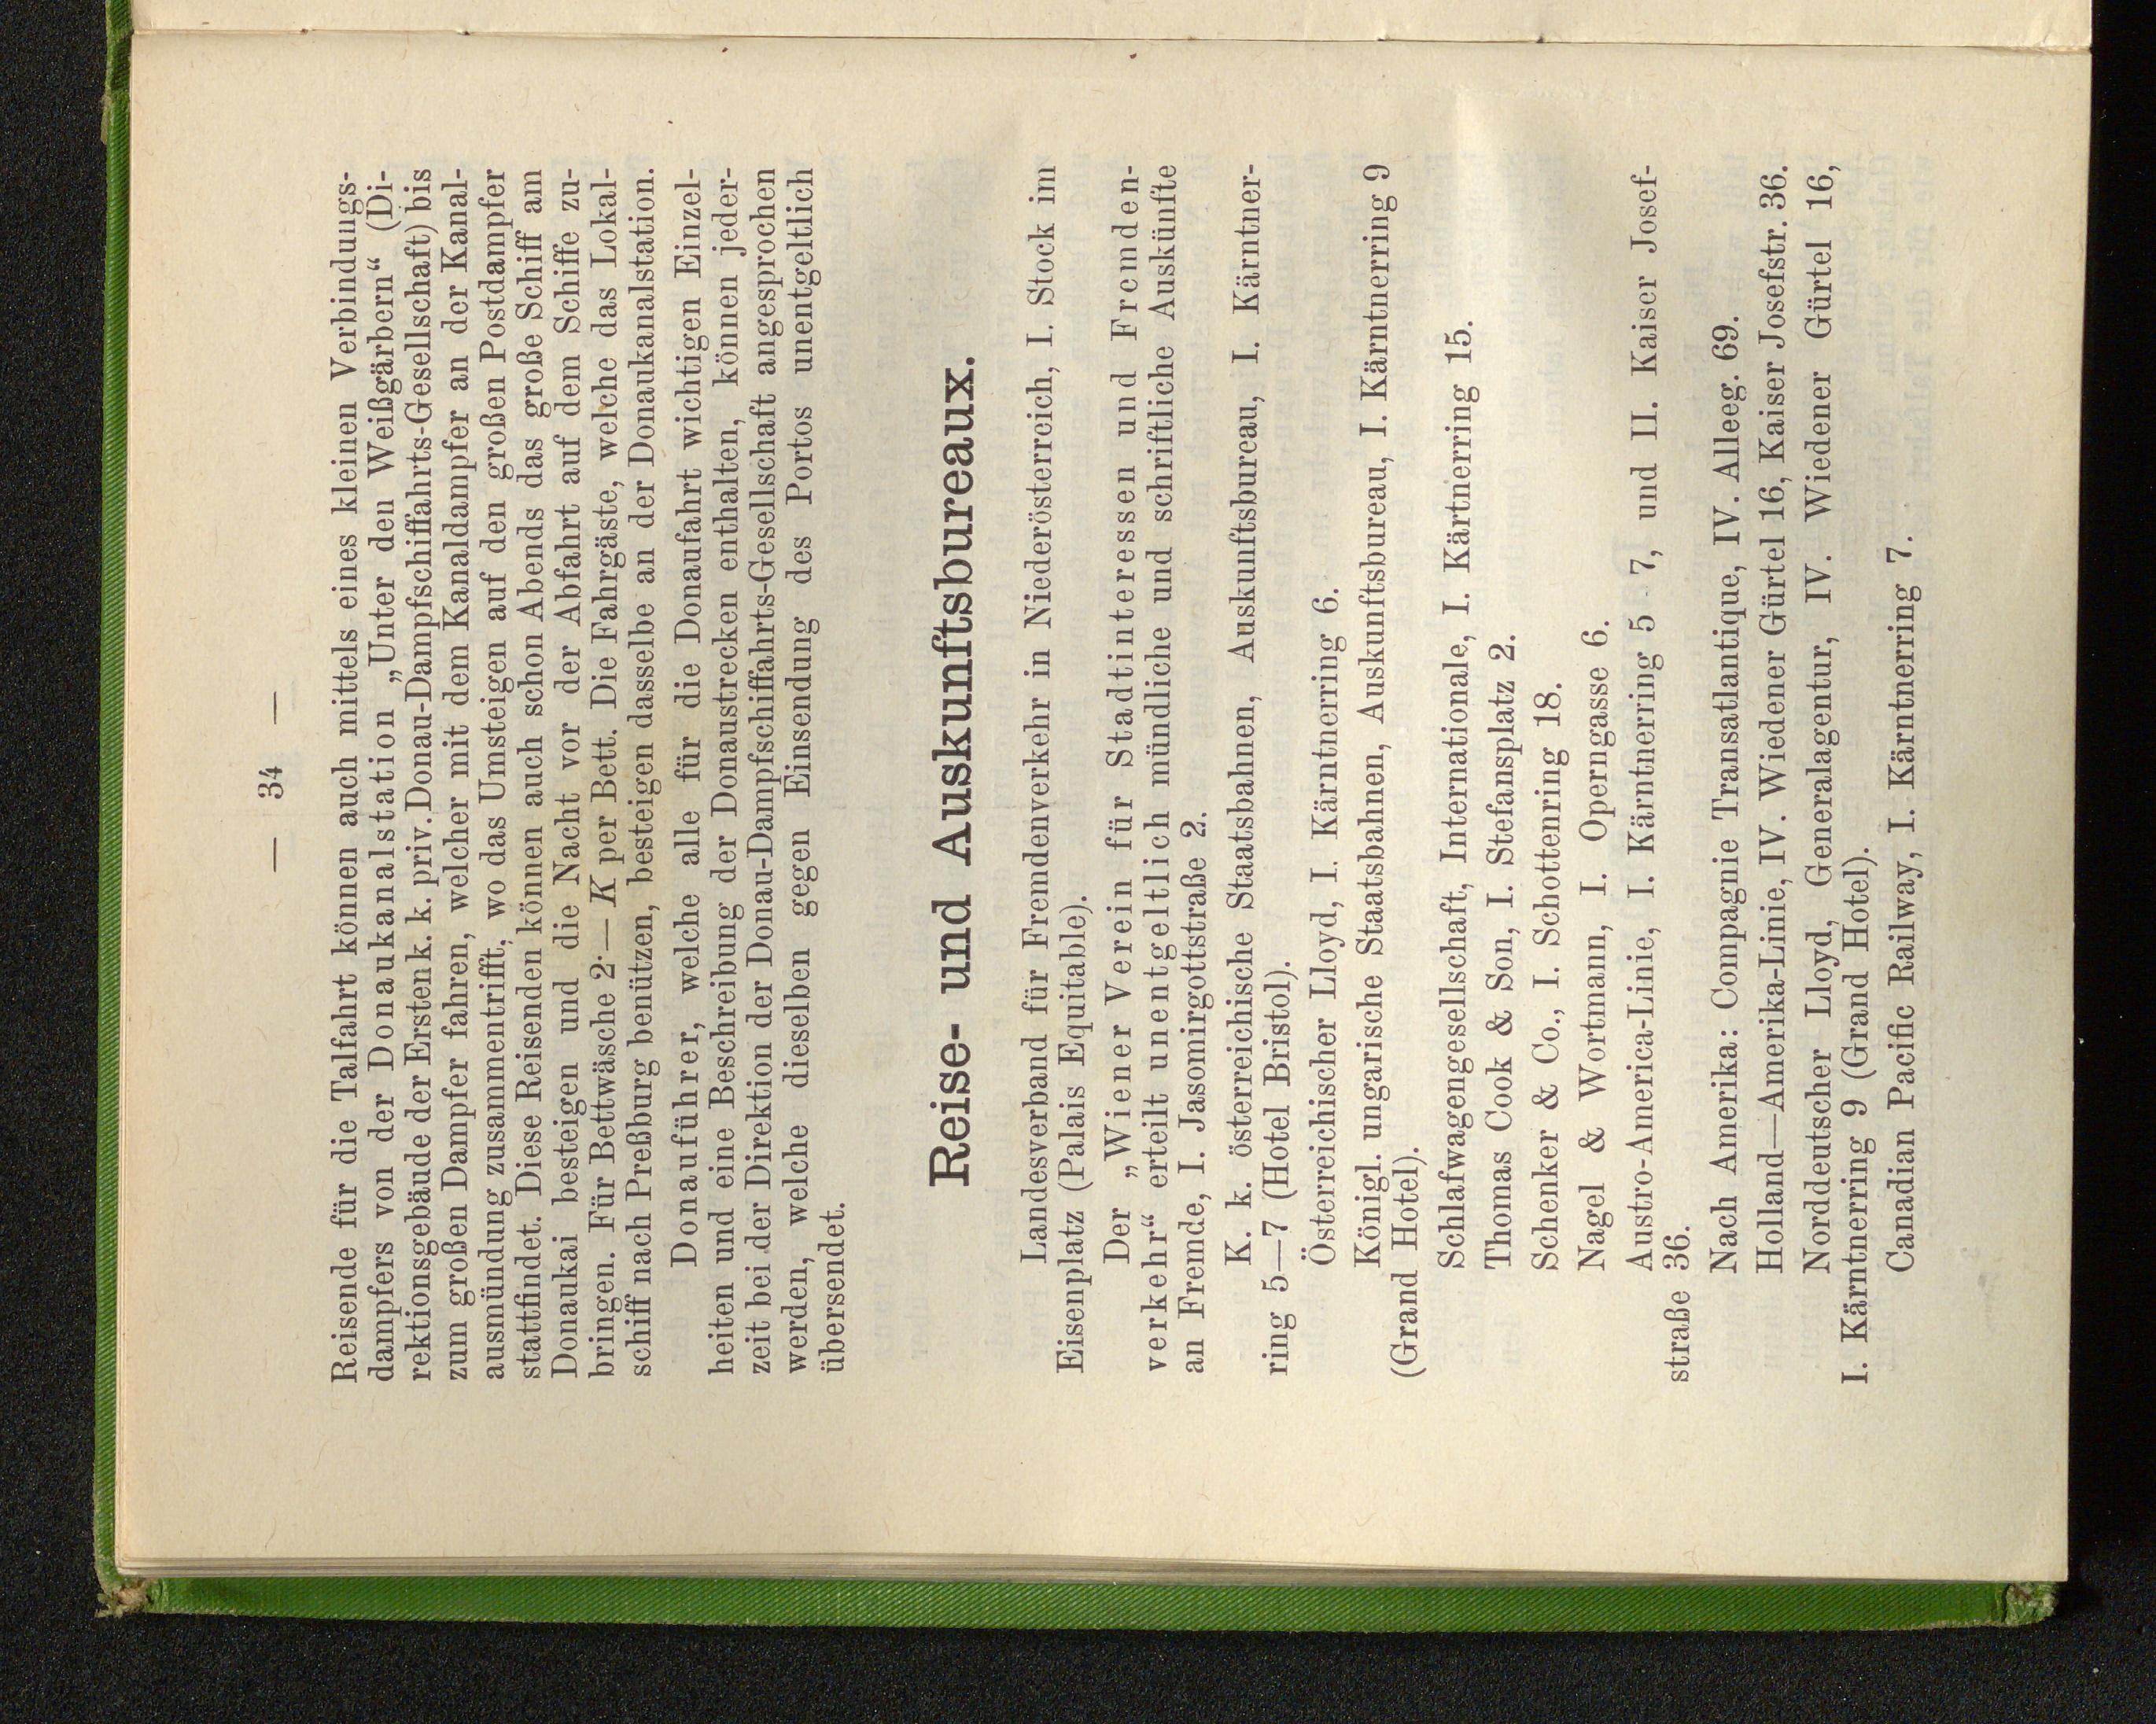 — 34 —
Reisende für die Talfahrt können auch mittels eines kleinen Verbindungs-
dampfers von der Donaukanalstation „Unter den Weißgärbern“ (Di-
rektionsgebäude der Ersten k. k. priv. Donau-Dampfschiffahrts-Gesellschaft) bis
zum großen Dampfer fahren, welcher mit dem Kanaldampfer an der Kanal-
ausmündung zusammentrifft, wo das Umsteigen auf den großen Postdampfer
stattfindet. Diese Reisenden können auch schon Abends das große Schiff am
Donaukai besteigen und die Nacht vor der Abfahrt auf dem Schiffe zu-
bringen. Für Bettwäsche 2·— K per Bett. Die Fahrgäste, welche das Lokal-
schiff nach Preßburg benützen, besteigen dasselbe an der Donaukanalstation.
Donauführer, welche alle für die Donaufahrt wichtigen Einzel-
heiten und eine Beschreibung der Donaustrecken enthalten, können jeder-
zeit bei der Direktion der Donau-Dampfschiffahrts-Gesellschaft angesprochen
werden, welche dieselben gegen Einsendung des Portos unentgeltlich
übersendet.
Reise- und Auskunftsbureaux.
Landesverband für Fremdenverkehr in Niederösterreich, I. Stock im
Eisenplatz (Palais Equitable).
Der „Wiener Verein für Stadtinteressen und Fremden-
verkehr“ erteilt unentgeltlich mündliche und schriftliche Auskünfte
an Fremde, I. Jasomirgottstraße 2.
K. k. österreichische Staatsbahnen, Auskunftsbureau, I. Kärntner-
ring 5—7 (Hotel Bristol).
Österreichischer Lloyd, I. Kärntnerring 6.
Königl. ungarische Staatsbahnen, Auskunftsbureau, I. Kärntnerring 9
(Grand Hotel).
Schlafwagengesellschaft, Internationale, I. Kärtnerring 15.
Thomas Cook & Son, I. Stefansplatz 2.
Schenker & Co., I. Schottenring 18.
Nagel & Wortmann, I. Operngasse 6.
Austro-America-Linie, I. Kärntnerring 5-7, und II. Kaiser Josef-
straße 36.
Nach Amerika: Compagnie Transatlantique, IV. Alleeg. 69.
Holland—Amerika-Linie, IV. Wiedener Gürtel 16, Kaiser Josefstr. 36.
Norddeutscher Lloyd, Generalagentur, IV. Wiedener Gürtel 16,
I. Kärntnerring 9 (Grand Hotel).
Canadian Pacific Railway, I. Kärntnerring 7.